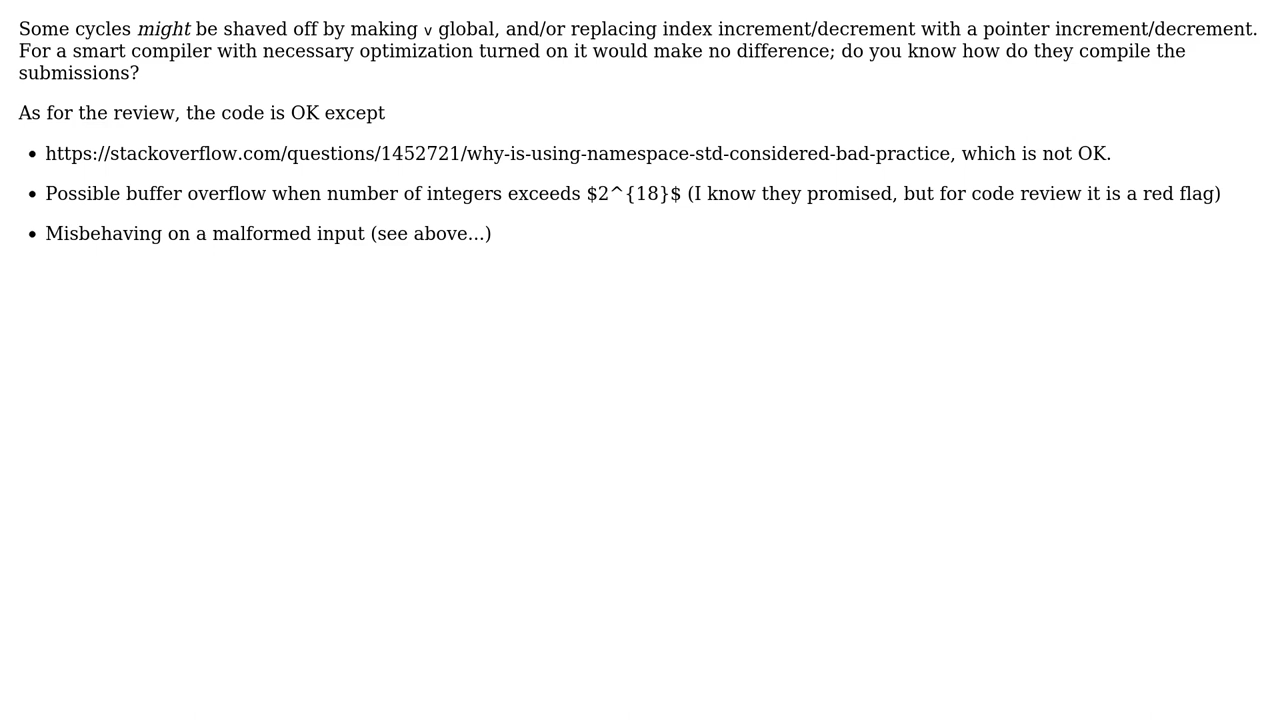 Some cycles might be shaved off by making v global, and/or replacing index increment/decrement with a pointer increment/decrement.
For a smart compiler with necessary optimization turned on it would make no difference; do you know how do they compile the
submissions?
As for the review, the code is OK except
• https://stackoverflow.com/questions/1452721/why-is-using-namespace-std-considered-bad-practice, which is not OK.
• Possible buffer overflow when number of integers exceeds $2^{18}$ (I know they promised, but for code review it is a red flag)
• Misbehaving on a malformed input (see above...)